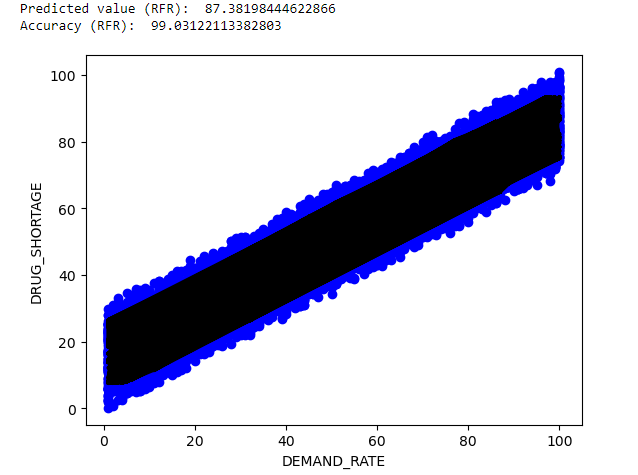 Predicted value (RFR):  87.38198444622866
Accuracy (RFR):  99.03122113382803
100
80
60
40
20
0
DRUG_SHORTAGE
0 20 40 60 80 100
DEMAND_RATE